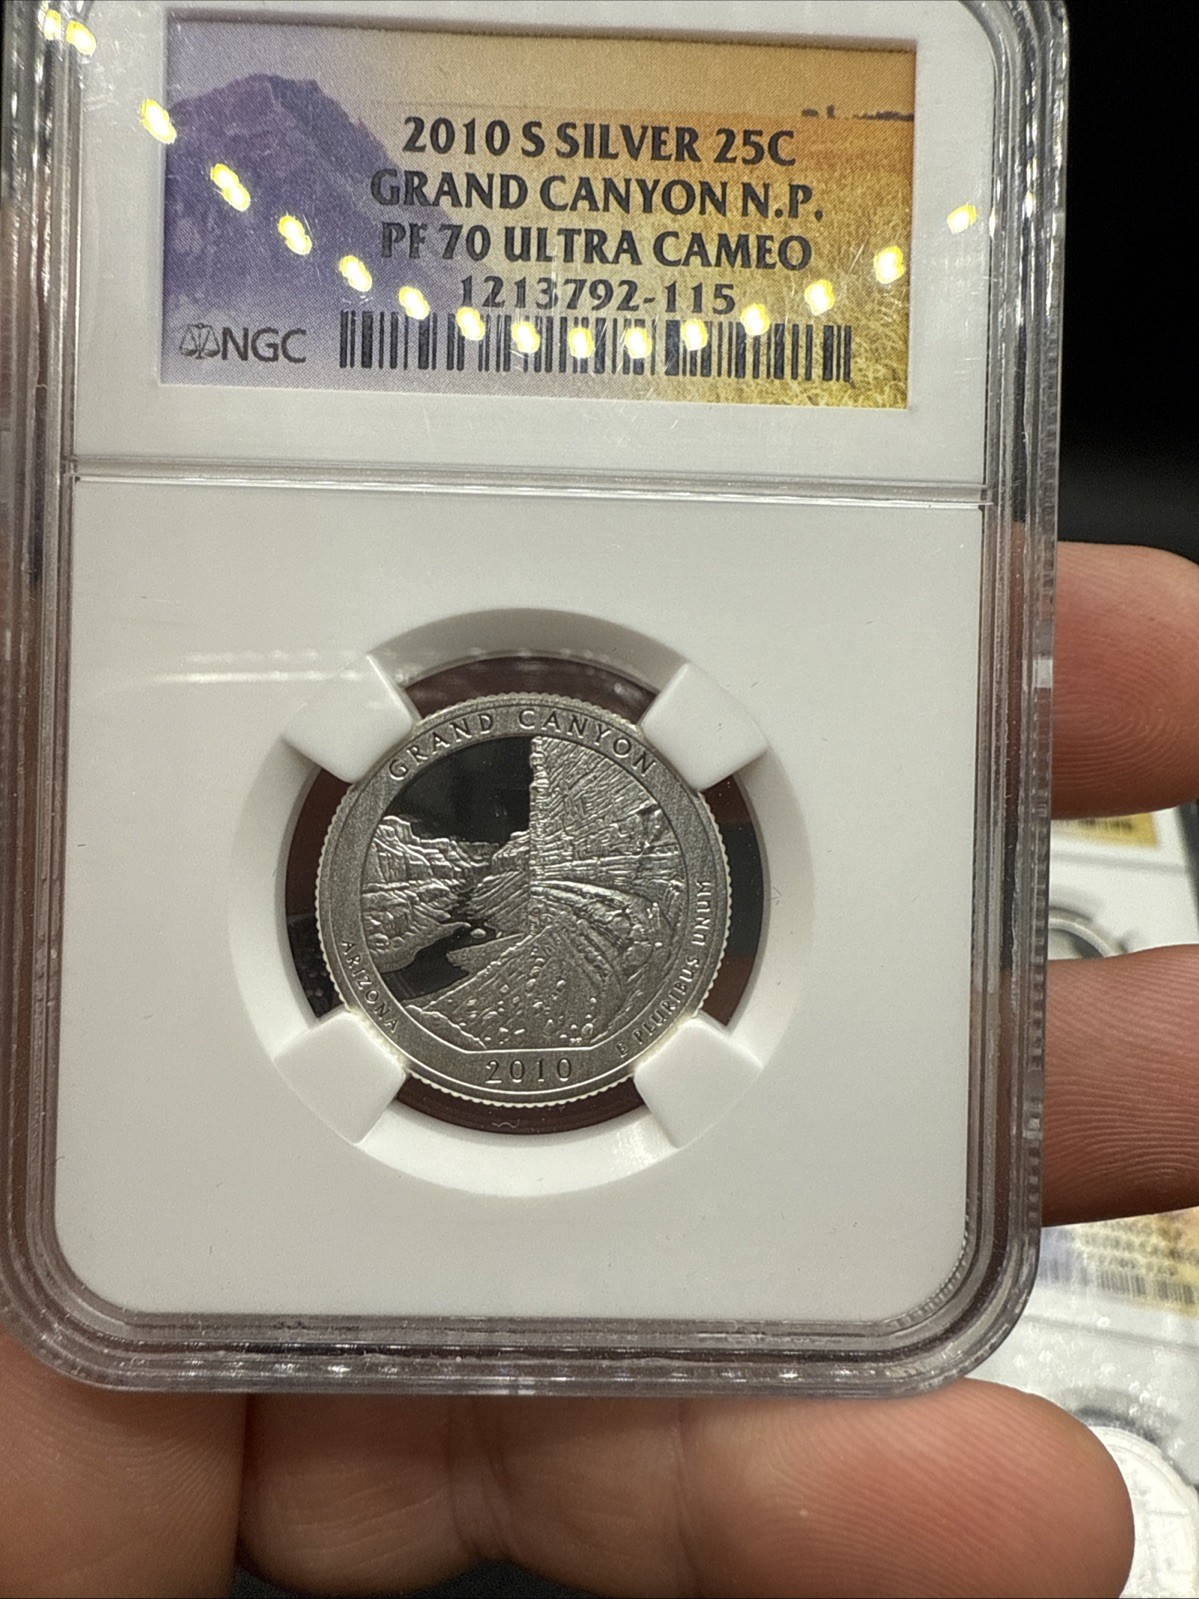 2010 S SILVER 25C
GRAND CANYON N.P.
PF 70 ULTRA CAMEO
1213792-115
NGC
GRAND CANYON
ARIZONA
E PLURIBUS UNUM
2010